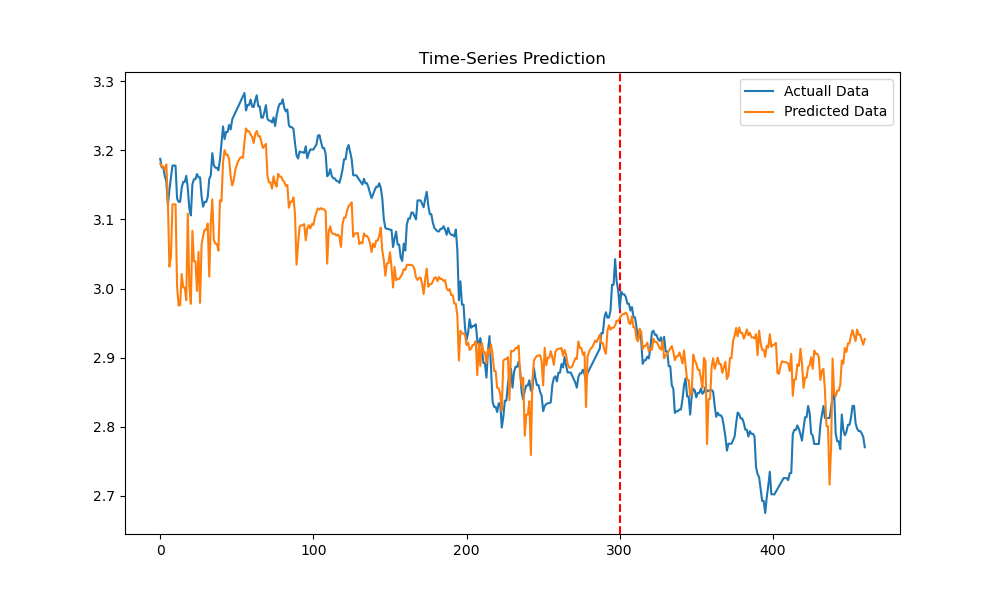 Time-Series Prediction
Actuall Data
Predicted Data
3.3
3.2
3.1
3.0
2.9
2.8
2.7
0 100 200 300 400